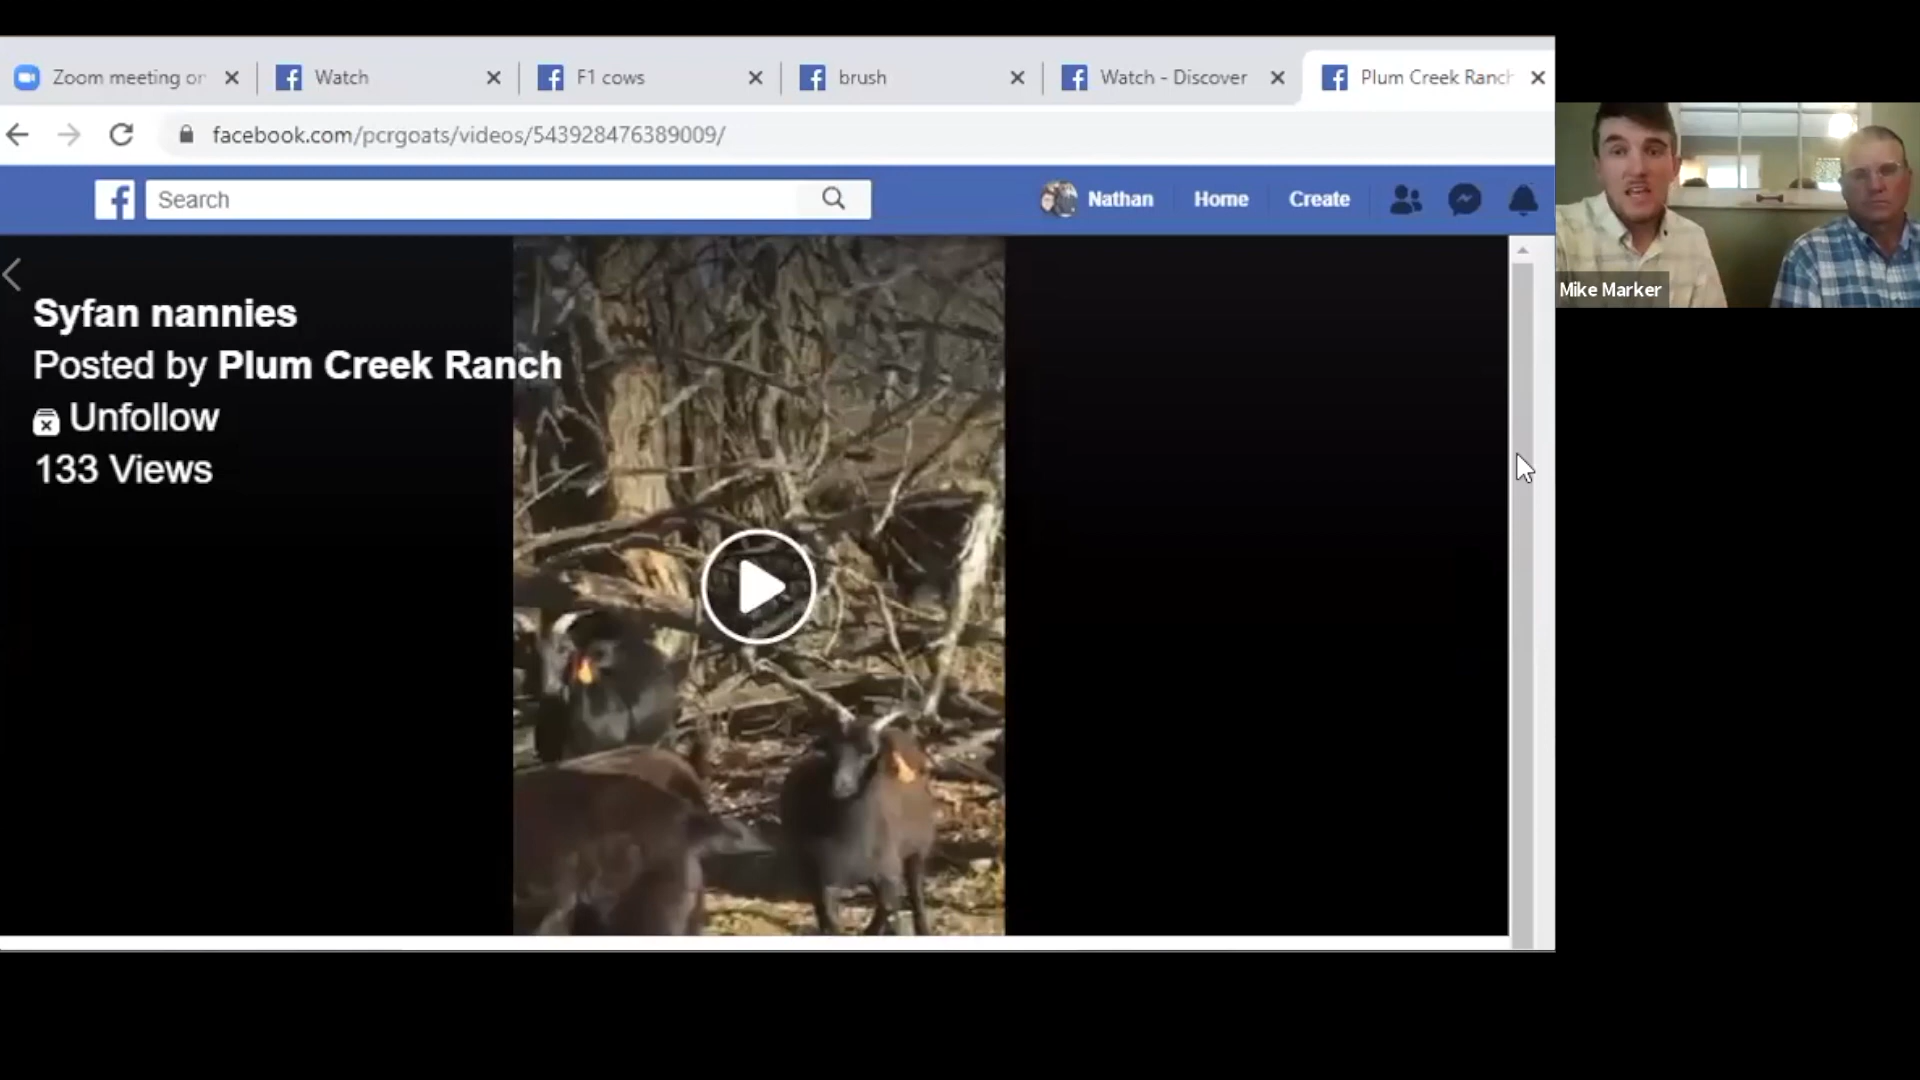 Zoom meeting or
Watch
F1 cows
brush
Watch - Discover
Plum Creek Ranch
facebook.com/pcrgoats/videos/543928476389009/
Search
Nathan
Home
Create
Syfan nannies
Posted by Plum Creek Ranch
Unfollow
133 Views
Mike Marker